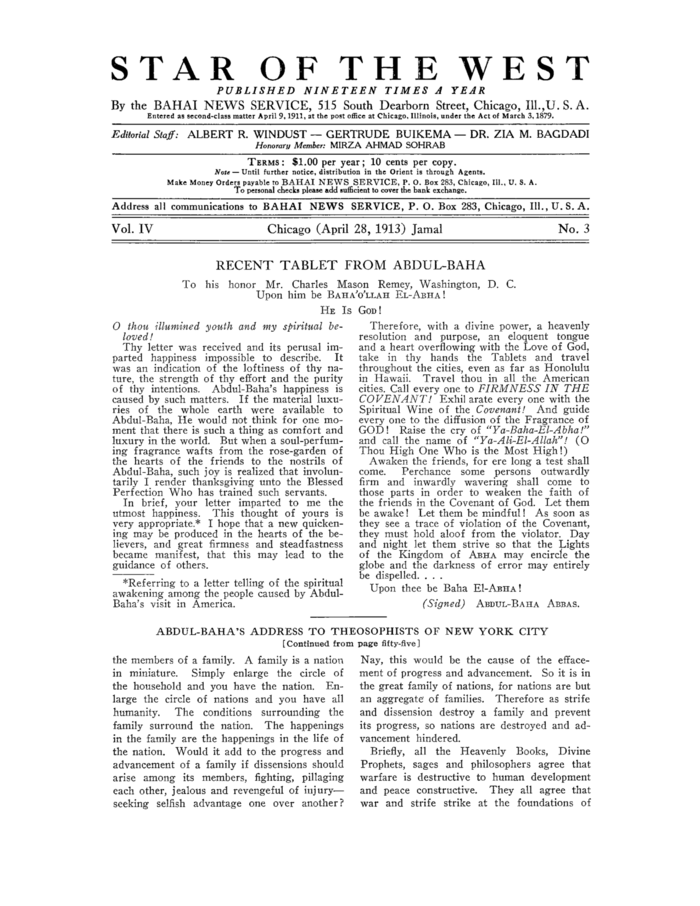 STAR OF THE WEST
PUBLISHED NINETEEN TIMES A YEAR
By the BAHAI NEWS SERVICE, 515 South Dearborn Street, Chicago, Ill.,U. S. A.
Entered as second-class matter April 9, 1911, at the post office at Chicago, Illinois, under the Act of March 3, 1879.
Editorial Staff: ALBERT R. WINDUST — GERTRUDE BUIKEMA — DR. ZIA M. BAGDADI
Honorary Member: MIRZA AHMAD SOHRAB
TERMS: $1.00 per year; 10 cents per copy.
Note — Until further notice, distribution in the Orient is through Agents.
Make Money Orders payable to BAHAI NEWS SERVICE, P. O. Box 283, Chicago, Ill., U. S. A.
To personal checks please add sufficient to cover the bank exchange.
Address all communications to BAHAI NEWS SERVICE, P. O. Box 283, Chicago, Ill., U. S. A.
Vol. IV Chicago (April 28, 1913) Jamal No. 3
RECENT TABLET FROM ABDUL-BAHA
To his honor Mr. Charles Mason Remey, Washington, D. C.
Upon him be BAHA'O'LLAH EL-ABHA!
HE IS GOD!
O thou illumined youth and my spiritual be-
loved!
Thy letter was received and its perusal im-
parted happiness impossible to describe. It
was an indication of the loftiness of thy na-
ture, the strength of thy effort and the purity
of thy intentions. Abdul-Baha's happiness is
caused by such matters. If the material luxu-
ries of the whole earth were available to
Abdul-Baha, He would not think for one mo-
ment that there is such a thing as comfort and
luxury in the world. But when a soul-perfum-
ing fragrance wafts from the rose-garden of
the hearts of the friends to the nostrils of
Abdul-Baha, such joy is realized that involun-
tarily I render thanksgiving unto the Blessed
Perfection Who has trained such servants.
In brief, your letter imparted to me the
utmost happiness. This thought of yours is
very appropriate.* I hope that a new quicken-
ing may be produced in the hearts of the be-
lievers, and great firmness and steadfastness
became manifest, that this may lead to the
guidance of others.
*Referring to a letter telling of the spiritual
awakening among the people caused by Abdul-
Baha's visit in America.
Therefore, with a divine power, a heavenly
resolution and purpose, an eloquent tongue
and a heart overflowing with the Love of God,
take in thy hands the Tablets and travel
throughout the cities, even as far as Honolulu
in Hawaii. Travel thou in all the American
cities. Call every one to FIRMNESS IN THE
COVENANT! Exhil arate every one with the
Spiritual Wine of the Covenant! And guide
every one to the diffusion of the Fragrance of
GOD! Raise the cry of "Ya-Baha-El-Abha!"
and call the name of "Ya-Ali-El-Allah"! (O
Thou High One Who is the Most High!)
Awaken the friends, for ere long a test shall
come. Perchance some persons outwardly
firm and inwardly wavering shall come to
those parts in order to weaken the faith of
the friends in the Covenant of God. Let them
be awake! Let them be mindful! As soon as
they see a trace of violation of the Covenant,
they must hold aloof from the violator. Day
and night let them strive so that the Lights
of the Kingdom of ABHA may encircle the
globe and the darkness of error may entirely
be dispelled. . . .
Upon thee be Baha El-ABHA!
(Signed) ABDUL-BAHA ABBAS.
ABDUL-BAHA'S ADDRESS TO THEOSOPHISTS OF NEW YORK CITY
[Continued from page fifty-five]
the members of a family. A family is a nation
in miniature. Simply enlarge the circle of
the household and you have the nation. En-
large the circle of nations and you have all
humanity. The conditions surrounding the
family surround the nation. The happenings
in the family are the happenings in the life of
the nation. Would it add to the progress and
advancement of a family if dissensions should
arise among its members, fighting, pillaging
each other, jealous and revengeful of injury—
seeking selfish advantage one over another?
Nay, this would be the cause of the efface-
ment of progress and advancement. So it is in
the great family of nations, for nations are but
an aggregate of families. Therefore as strife
and dissension destroy a family and prevent
its progress, so nations are destroyed and ad-
vancement hindered.
Briefly, all the Heavenly Books, Divine
Prophets, sages and philosophers agree that
warfare is destructive to human development
and peace constructive. They all agree that
war and strife strike at the foundations of